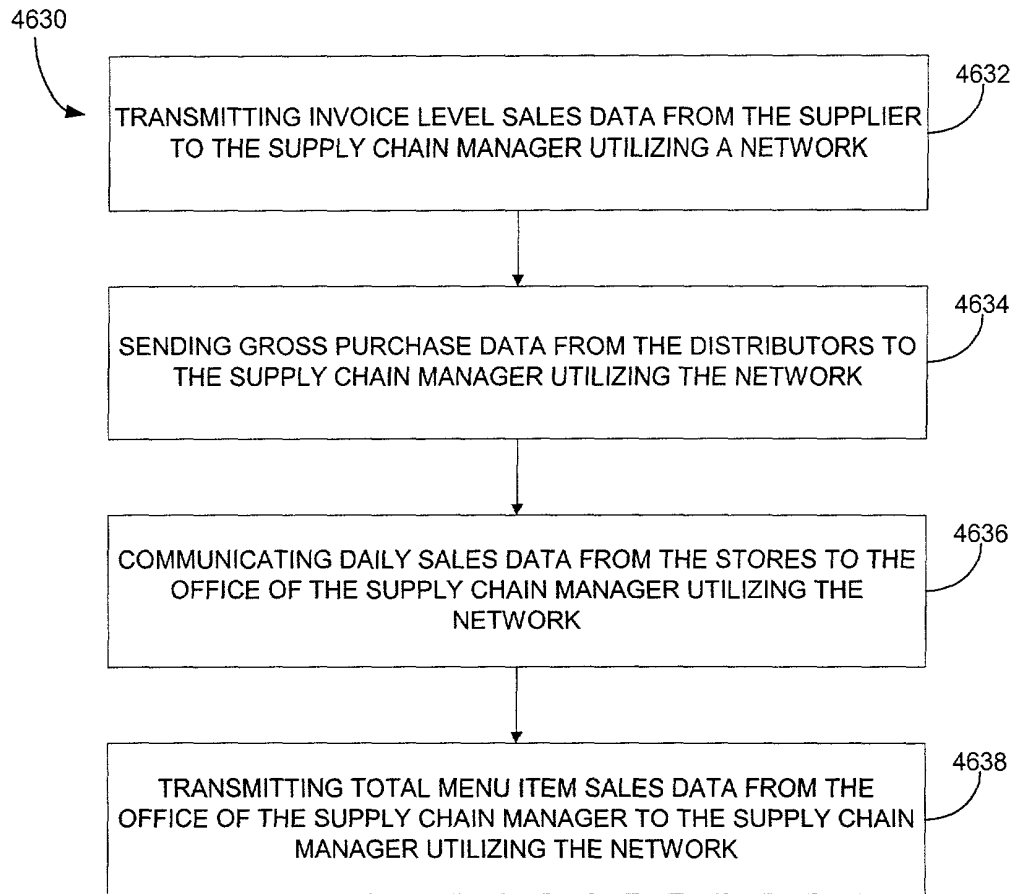 4630
4632
TRANSMITTING INVOICE LEVEL SALES DATA FROM THE SUPPLIER
TO THE SUPPLY CHAIN MANAGER UTILIZING A NETWORK
4634
SENDING GROSS PURCHASE DATA FROM THE DISTRIBUTORS TO
THE SUPPLY CHAIN MANAGER UTILIZING THE NETWORK
4636
COMMUNICATING DAILY SALES DATA FROM THE STORES TO THE
OFFICE OF THE SUPPLY CHAIN MANAGER UTILIZING THE
NETWORK
4638
TRANSMITTING TOTAL MENU ITEM SALES DATA FROM THE
OFFICE OF THE SUPPLY CHAIN MANAGER TO THE SUPPLY CHAIN
MANAGER UTILIZING THE NETWORK